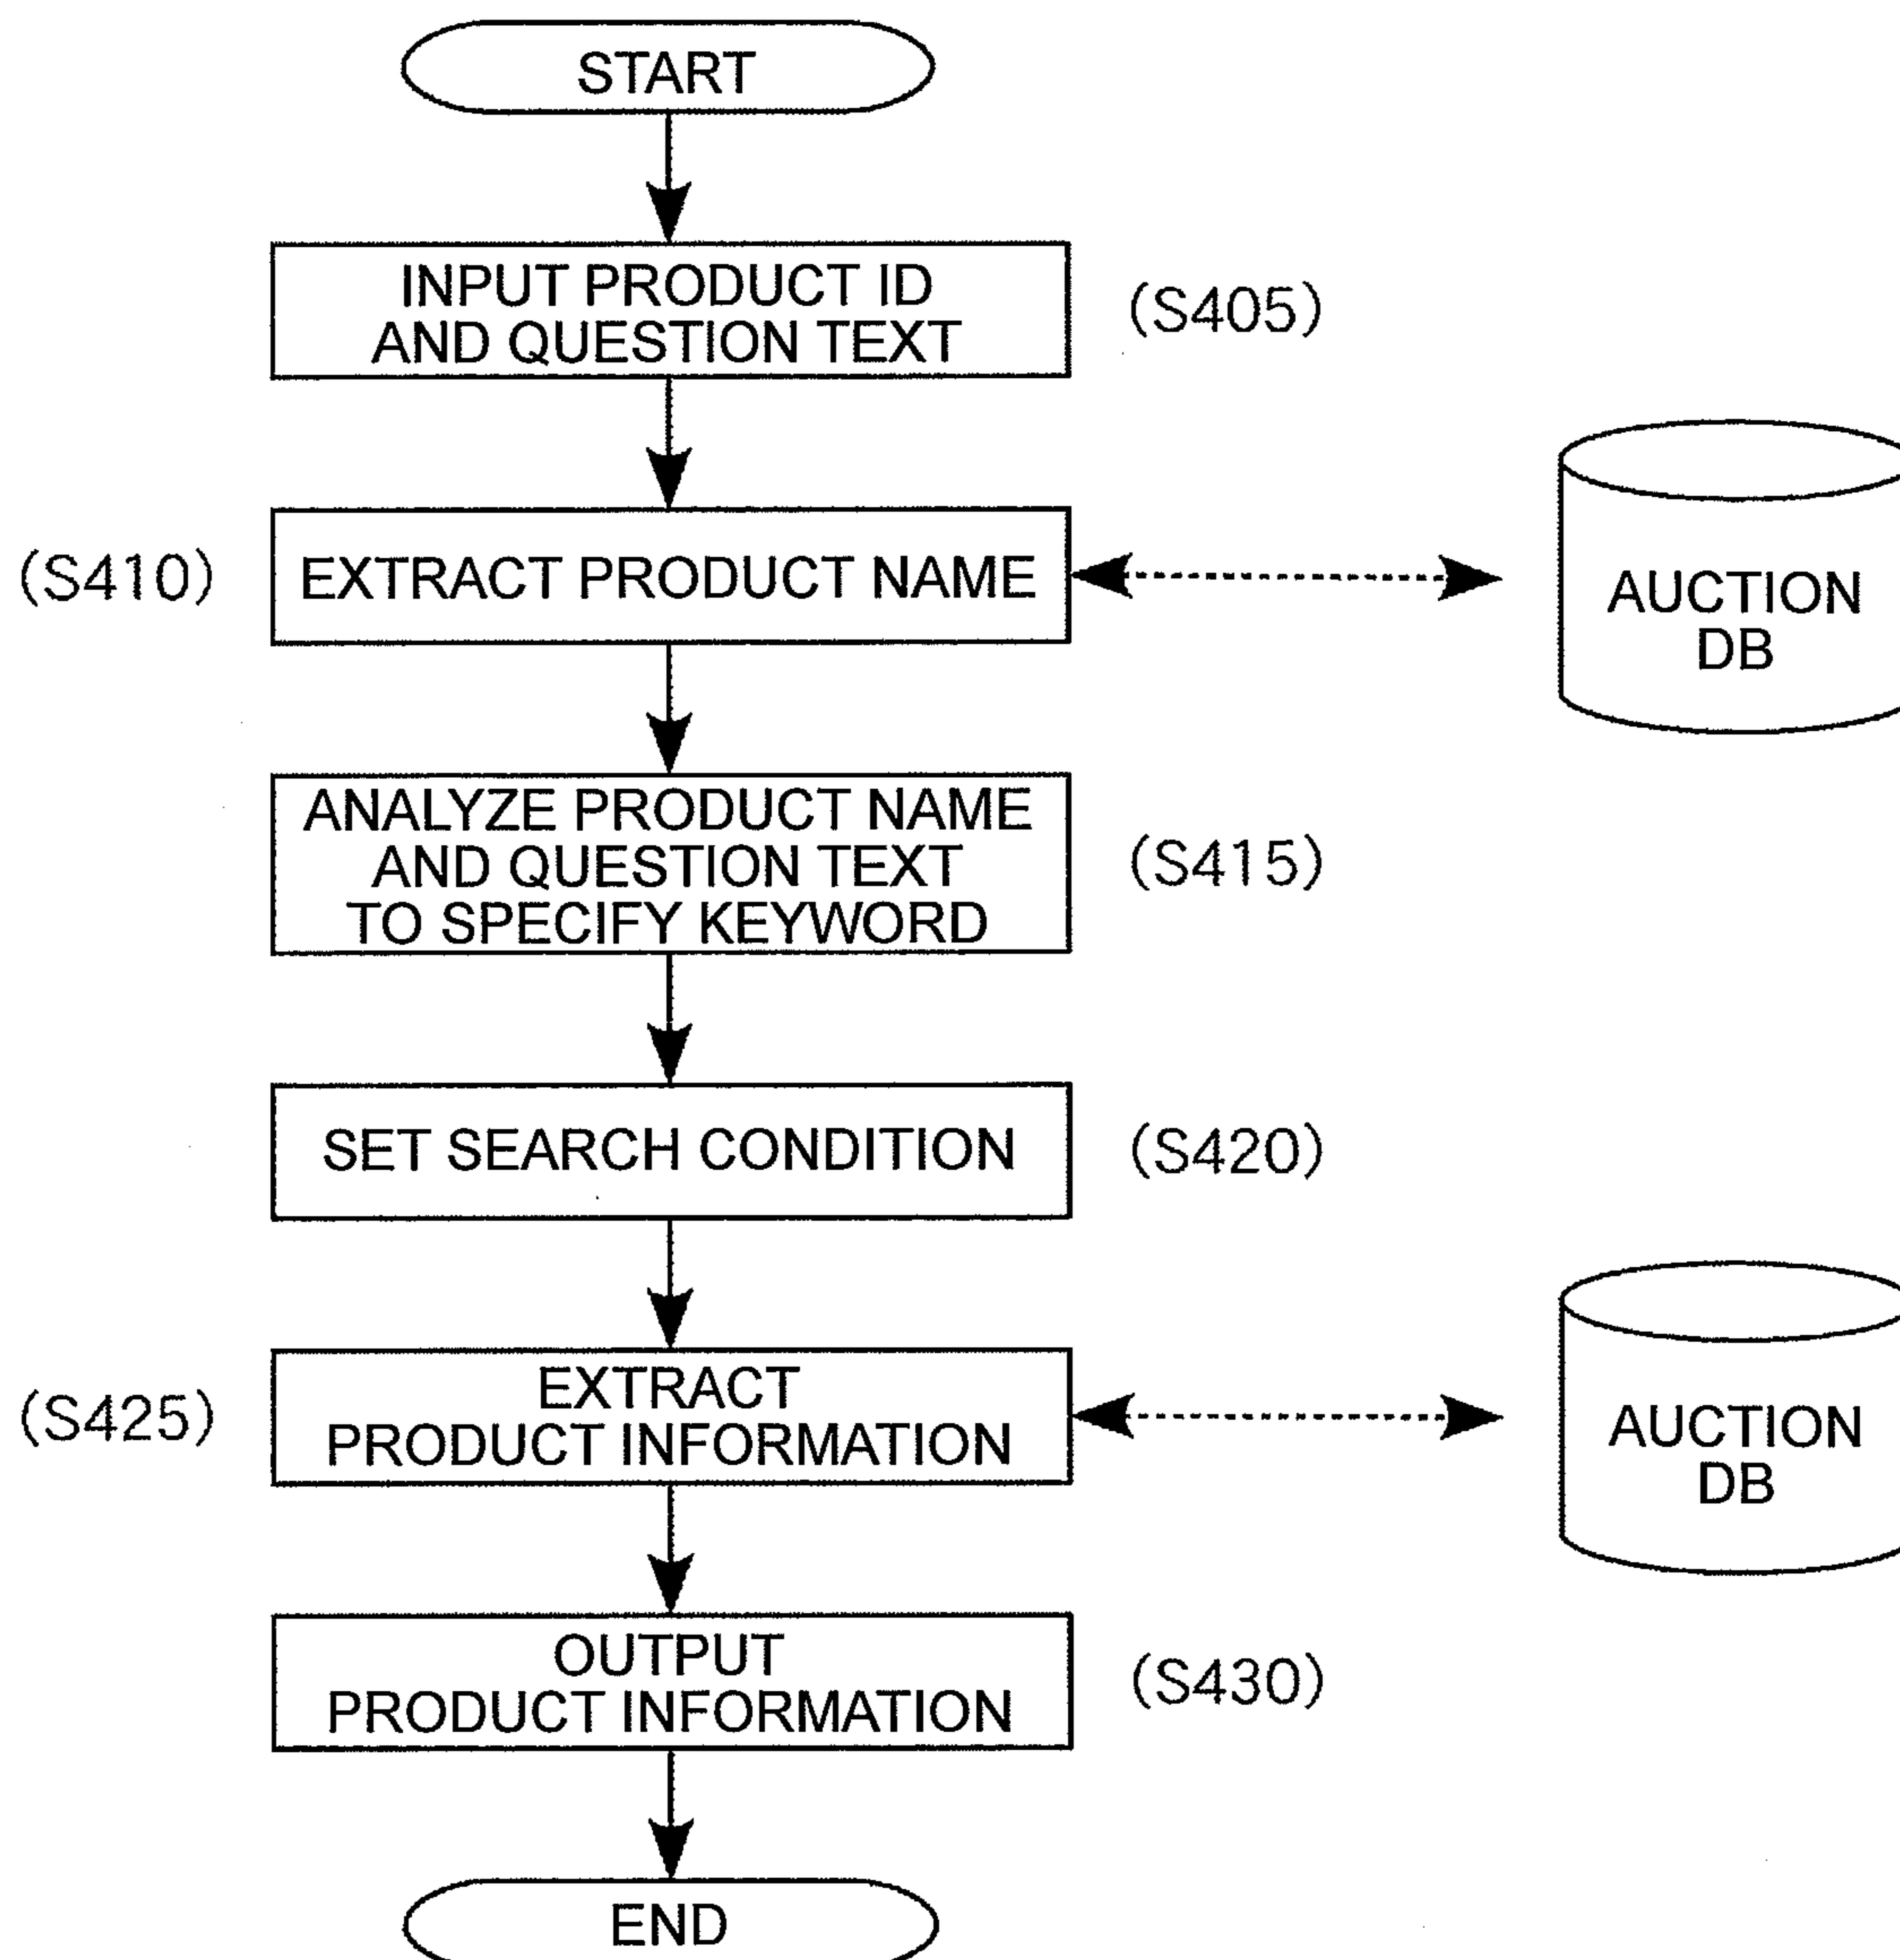 START
INPUT PRODUCT ID
AND QUESTION TEXT
(S405)
(S410)
EXTRACT PRODUCT NAME
AUCTION
DB
ANALYZE PRODUCT NAME
AND QUESTION TEXT
TO SPECIFY KEYWORD
(S415)
SET SEARCH CONDITION
(S420)
(S425)
EXTRACT
PRODUCT INFORMATION
AUCTION
DB
OUTPUT
PRODUCT INFORMATION
(S430)
END